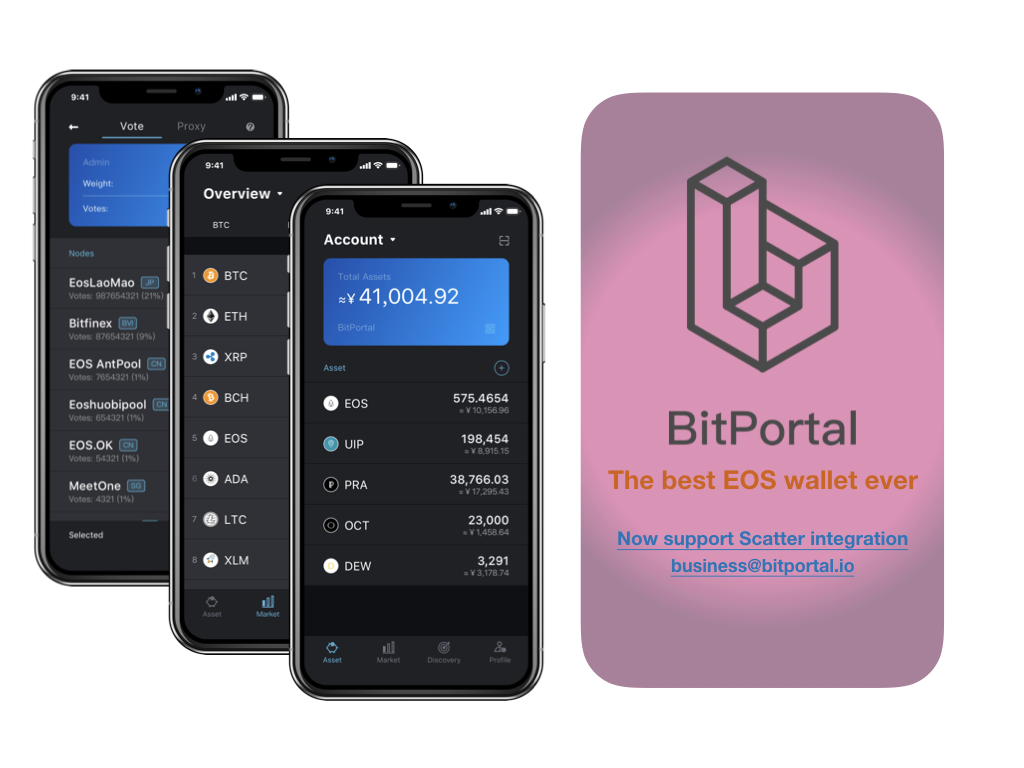 9:41
Vote Proxy
Admin
Weight:
Votes:
Nodes
EosLaoMao JP
Votes: 987654321 (21%)
Bitfinex BVI
Votes: 87654321 (9%)
EOS AntPool CN
Votes: 7654321 (1%)
Eoshuobipool CN
Votes: 654321 (1%)
EOS.OK CN
Votes: 54321 (1%)
MeetOne SG
Votes: 4321 (1%)
Selected
9:41
Overview
BTC
1 BTC
2 ETH
3 XRP
4 BCH
5 EOS
6 ADA
7 LTC
8 XLM
Asset Market
9:41
Account
Total Assets
≈¥ 41,004.92
BitPortal
Asset
EOS 575.4654
≈ ¥ 10,156.96
UIP 198,454
≈ ¥ 8,915.15
PRA 38,766.03
≈ ¥ 17,295.43
OCT 23,000
≈ ¥ 1,458.64
DEW 3,291
≈ ¥ 3,178.74
Asset Market Discovery Profile
BitPortal
The best EOS wallet ever
Now support Scatter integration
business@bitportal.io